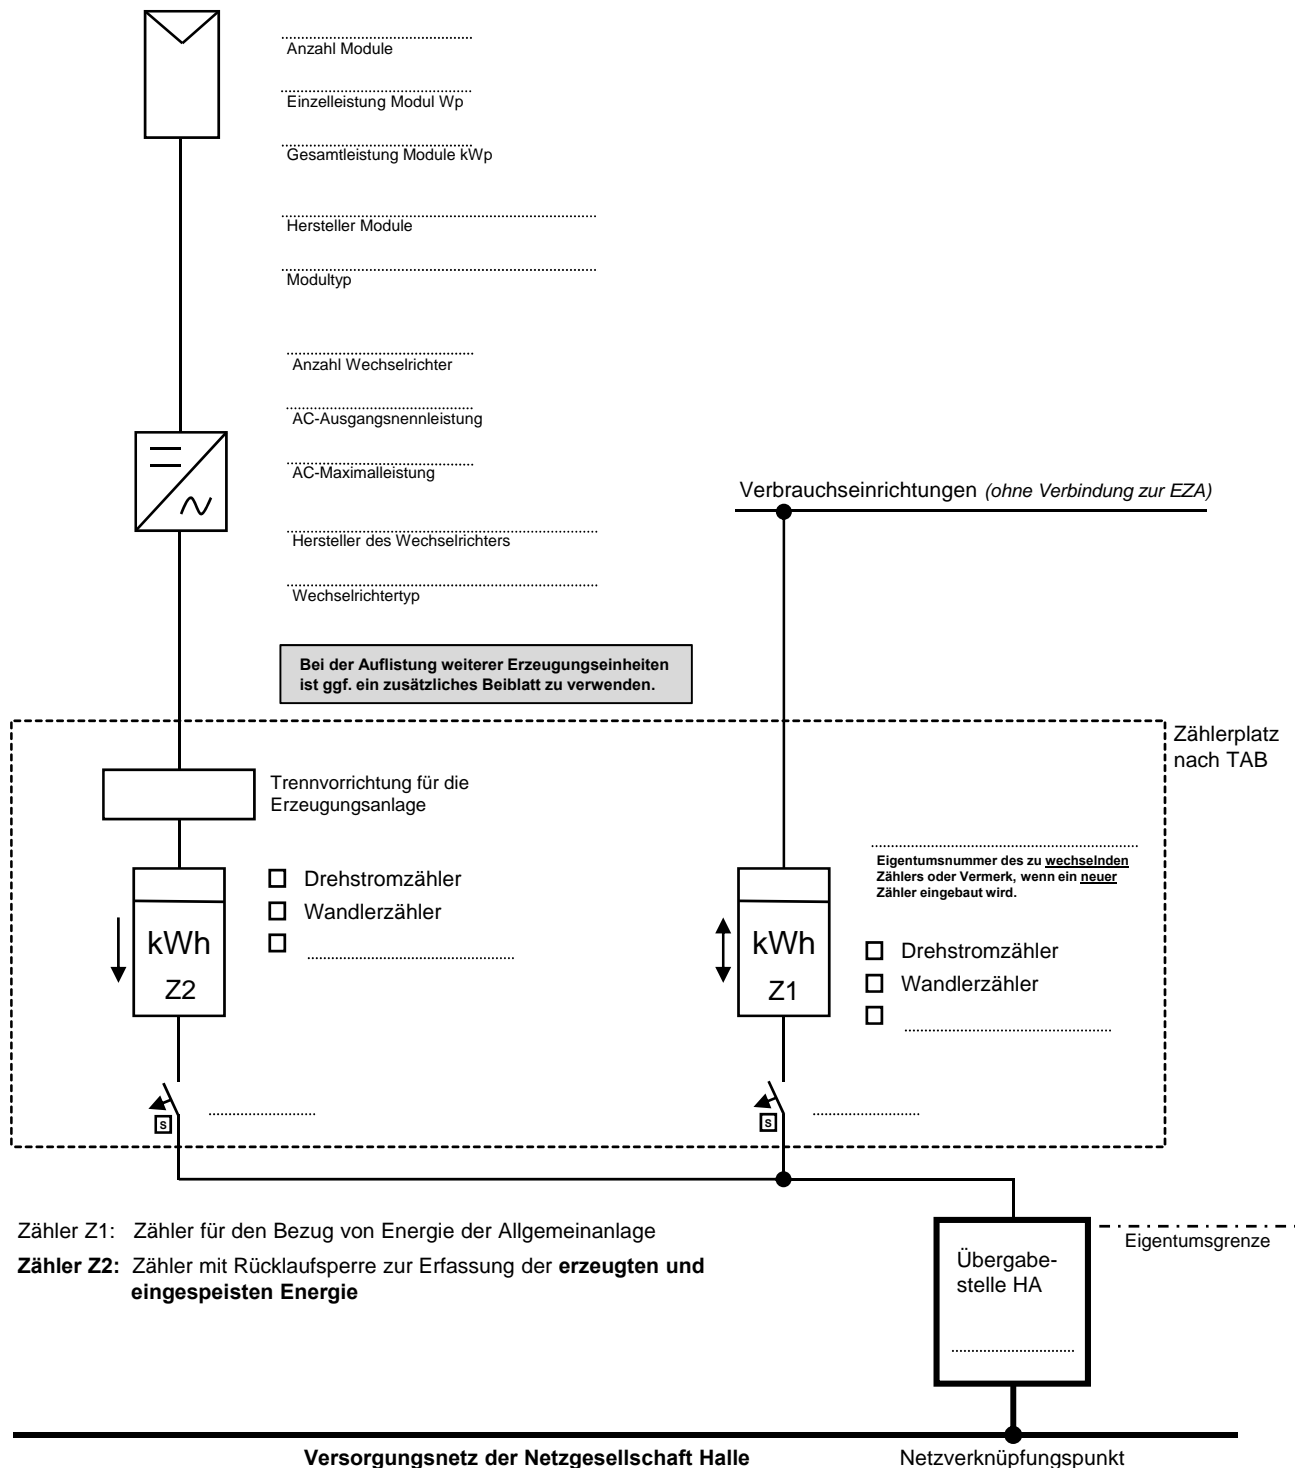 Anzahl Module
Einzelleistung Modul Wp
Gesamtleistung Module kWp
Hersteller Module
Modultyp
Anzahl Wechselrichter
AC-Ausgangsnennleistung
AC-Maximalleistung
Hersteller des Wechselrichters
Wechselrichtertyp
Verbrauchseinrichtungen (ohne Verbindung zur EZA)
Bei der Auflistung weiterer Erzeugungseinheiten
ist ggf. ein zusätzliches Beiblatt zu verwenden.
Zählerplatz
nach TAB
Trennvorrichtung für die
Erzeugungsanlage
Eigentumsnummer des zu wechselnden
Zählers oder Vermerk, wenn ein neuer
Zähler eingebaut wird.
kWh
Z2
Drehstromzähler
Wandlerzähler
kWh
Z1
Drehstromzähler
Wandlerzähler
S
S
Zähler Z1: Zähler für den Bezug von Energie der Allgemeinanlage
Zähler Z2: Zähler mit Rücklaufsperre zur Erfassung der erzeugten und
eingespeisten Energie
Eigentumsgrenze
Übergabe-
stelle HA
Versorgungsnetz der Netzgesellschaft Halle
Netzverknüpfungspunkt